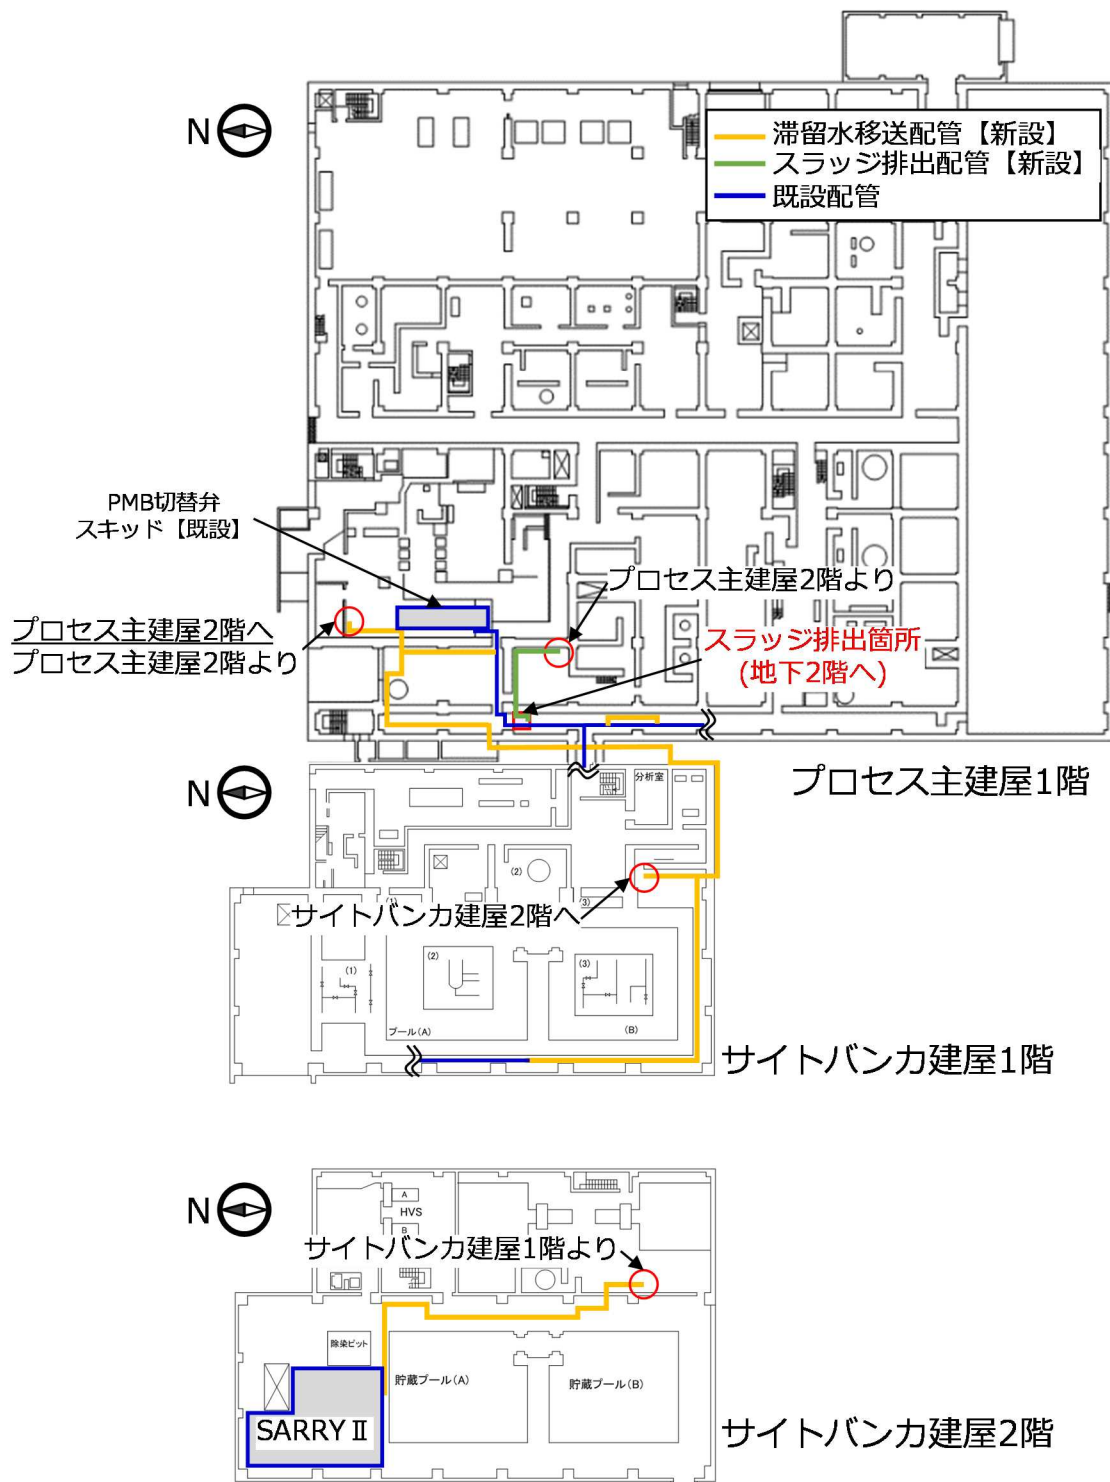 N
滞留水移送配管【新設】
スラッジ排出配管【新設】
既設配管
PMB切替弁
スキッド【既設】
プロセス主建屋2階より
プロセス主建屋2階へ
プロセス主建屋2階より
スラッジ排出箇所
(地下2階へ)
プロセス主建屋1階
N
分析室
(2)
(1)
(3)
サイトバンカ建屋2階へ
(1)
(2)
(3)
プール(A)
(B)
サイトバンカ建屋1階
N
A
HVS
B
サイトバンカ建屋1階より
除染ピット
貯蔵プール(A)
貯蔵プール(B)
SARRYⅡ
サイトバンカ建屋2階